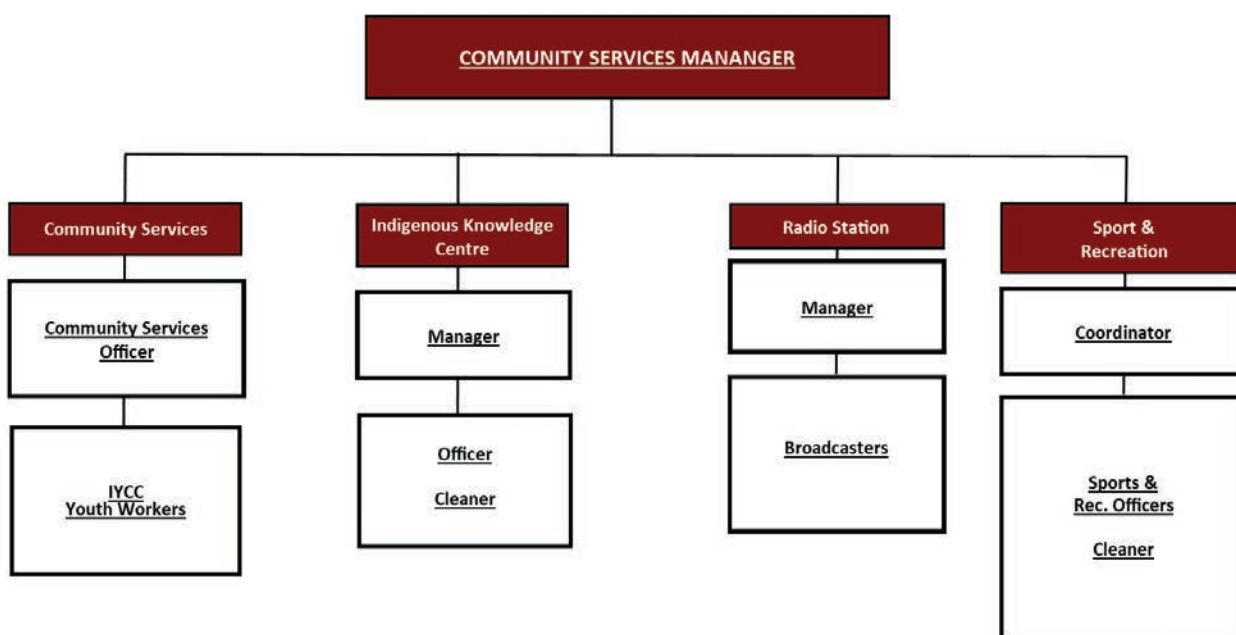 COMMUNITY SERVICES MANANGER
Community Services
Community Services
Officer
IYCC
Youth Workers
Indigenous Knowledge
Centre
Manager
Officer
Cleaner
Radio Station
Manager
Broadcasters
Sport &
Recreation
Coordinator
Sports &
Rec. Officers
Cleaner